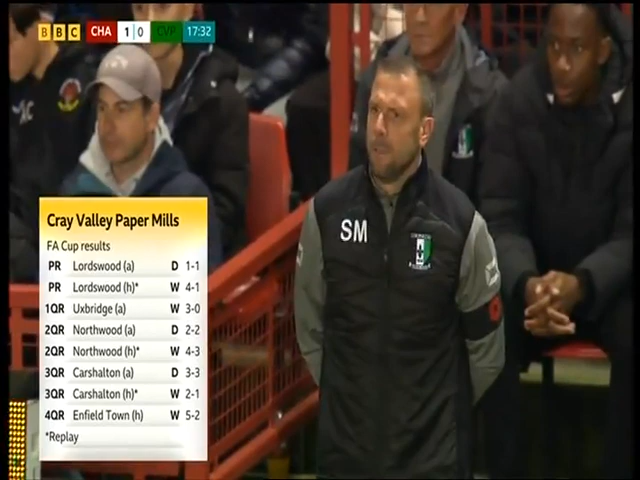 BBC CHA 1 0 CVP 17:32
Cray Valley Paper Mills
FA Cup results
PR Lordswood (a) D 1-1
PR Lordswood (h)* W 4-1
1QR Uxbridge (a) W 3-0
2QR Northwood (a) D 2-2
2QR Northwood (h)* W 4-3
3QR Carshalton (a) D 3-3
3QR Carshalton (h)* W 2-1
4QR Enfield Town (h) W 5-2
*Replay
SM